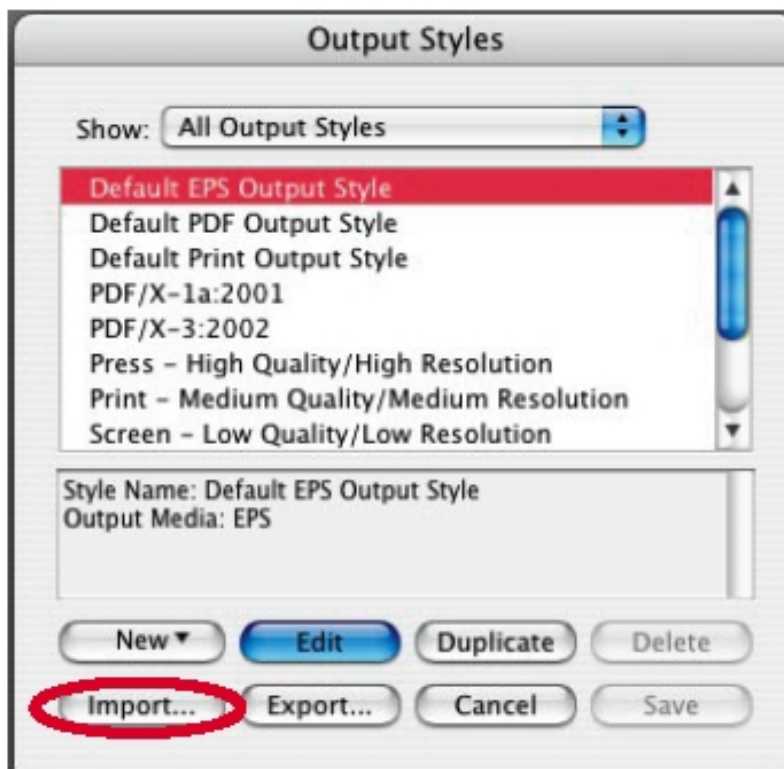 Output Styles
Show: All Output Styles
Default EPS Output Style
Default PDF Output Style
Default Print Output Style
PDF/X-1a:2001
PDF/X-3:2002
Press – High Quality/High Resolution
Print – Medium Quality/Medium Resolution
Screen – Low Quality/Low Resolution
Style Name: Default EPS Output Style
Output Media: EPS
New Edit Duplicate Delete
Import... Export... Cancel Save